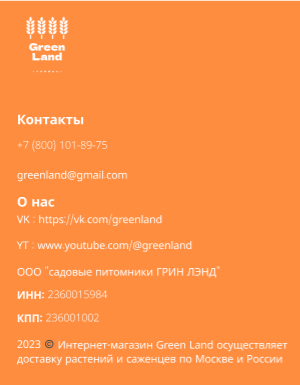 Green
Land
Контакты
+7 (800) 101-89-75
greenland@gmail.com
О нас
VK : https://vk.com/greenland
YT : www.youtube.com/@greenland
ООО "садовые питомники ГРИН ЛЭНД"
ИНН: 2360015984
КПП: 236001002
2023 © Интернет-магазин Green Land осуществляет
доставку растений и саженцев по Москве и России